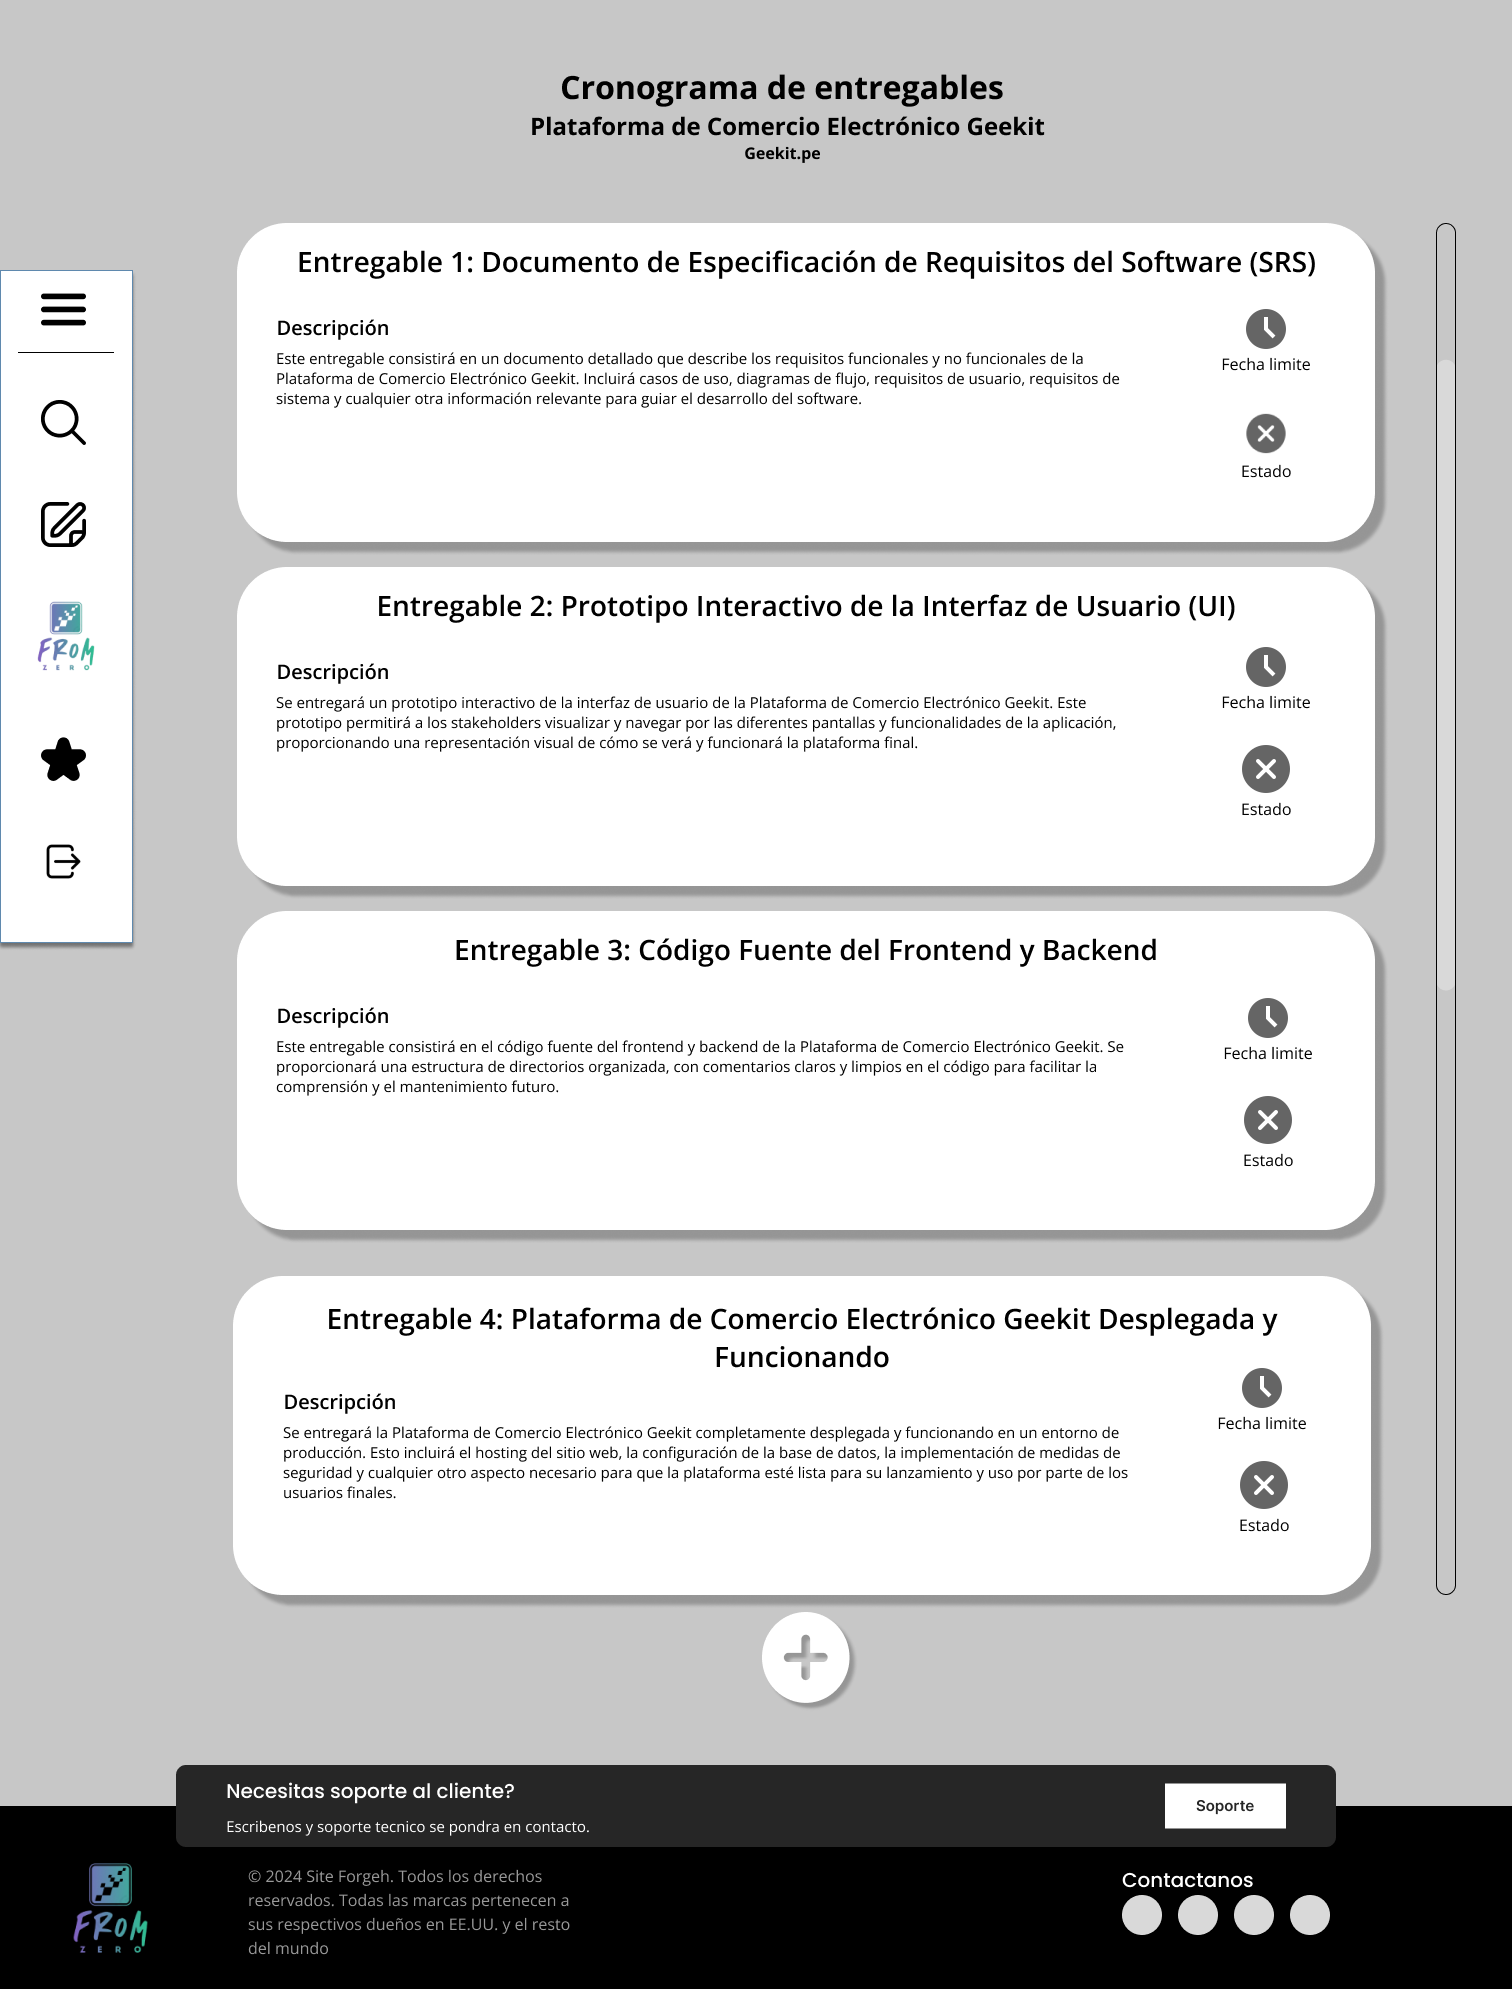 Cronograma de entregables
Plataforma de Comercio Electrónico Geekit
Geekit.pe
Entregable 1: Documento de Especificación de Requisitos del Software (SRS)
Descripción
Este entregable consistirá en un documento detallado que describe los requisitos funcionales y no funcionales de la
Plataforma de Comercio Electrónico Geekit. Incluirá casos de uso, diagramas de flujo, requisitos de usuario, requisitos de
sistema y cualquier otra información relevante para guiar el desarrollo del software.
Fecha limite
Estado
Entregable 2: Prototipo Interactivo de la Interfaz de Usuario (UI)
Descripción
Se entregará un prototipo interactivo de la interfaz de usuario de la Plataforma de Comercio Electrónico Geekit. Este
prototipo permitirá a los stakeholders visualizar y navegar por las diferentes pantallas y funcionalidades de la aplicación,
proporcionando una representación visual de cómo se verá y funcionará la plataforma final.
Fecha limite
Estado
FROM
ZERO
Entregable 3: Código Fuente del Frontend y Backend
Descripción
Este entregable consistirá en el código fuente del frontend y backend de la Plataforma de Comercio Electrónico Geekit. Se
proporcionará una estructura de directorios organizada, con comentarios claros y limpios en el código para facilitar la
comprensión y el mantenimiento futuro.
Fecha limite
Estado
Entregable 4: Plataforma de Comercio Electrónico Geekit Desplegada y
Funcionando
Descripción
Se entregará la Plataforma de Comercio Electrónico Geekit completamente desplegada y funcionando en un entorno de
producción. Esto incluirá el hosting del sitio web, la configuración de la base de datos, la implementación de medidas de
seguridad y cualquier otro aspecto necesario para que la plataforma esté lista para su lanzamiento y uso por parte de los
usuarios finales.
Fecha limite
Estado
Necesitas soporte al cliente?
Escribenos y soporte tecnico se pondra en contacto.
Soporte
FROM
ZERO
© 2024 Site Forgeh. Todos los derechos
reservados. Todas las marcas pertenecen a
sus respectivos dueños en EE.UU. y el resto
del mundo
Contactanos